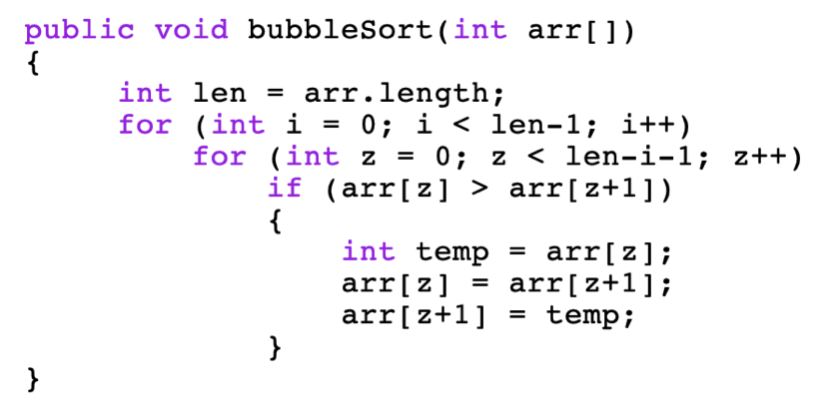 public void bubbleSort(int arr[])
{
int len = arr.length;
for (int i = 0; i < len-1; i++)
for (int z = 0; z < len-i-1; z++)
if (arr[z] > arr[z+1])
{
int temp = arr[z];
arr[z] = arr[z+1];
arr[z+1] = temp;
}
}